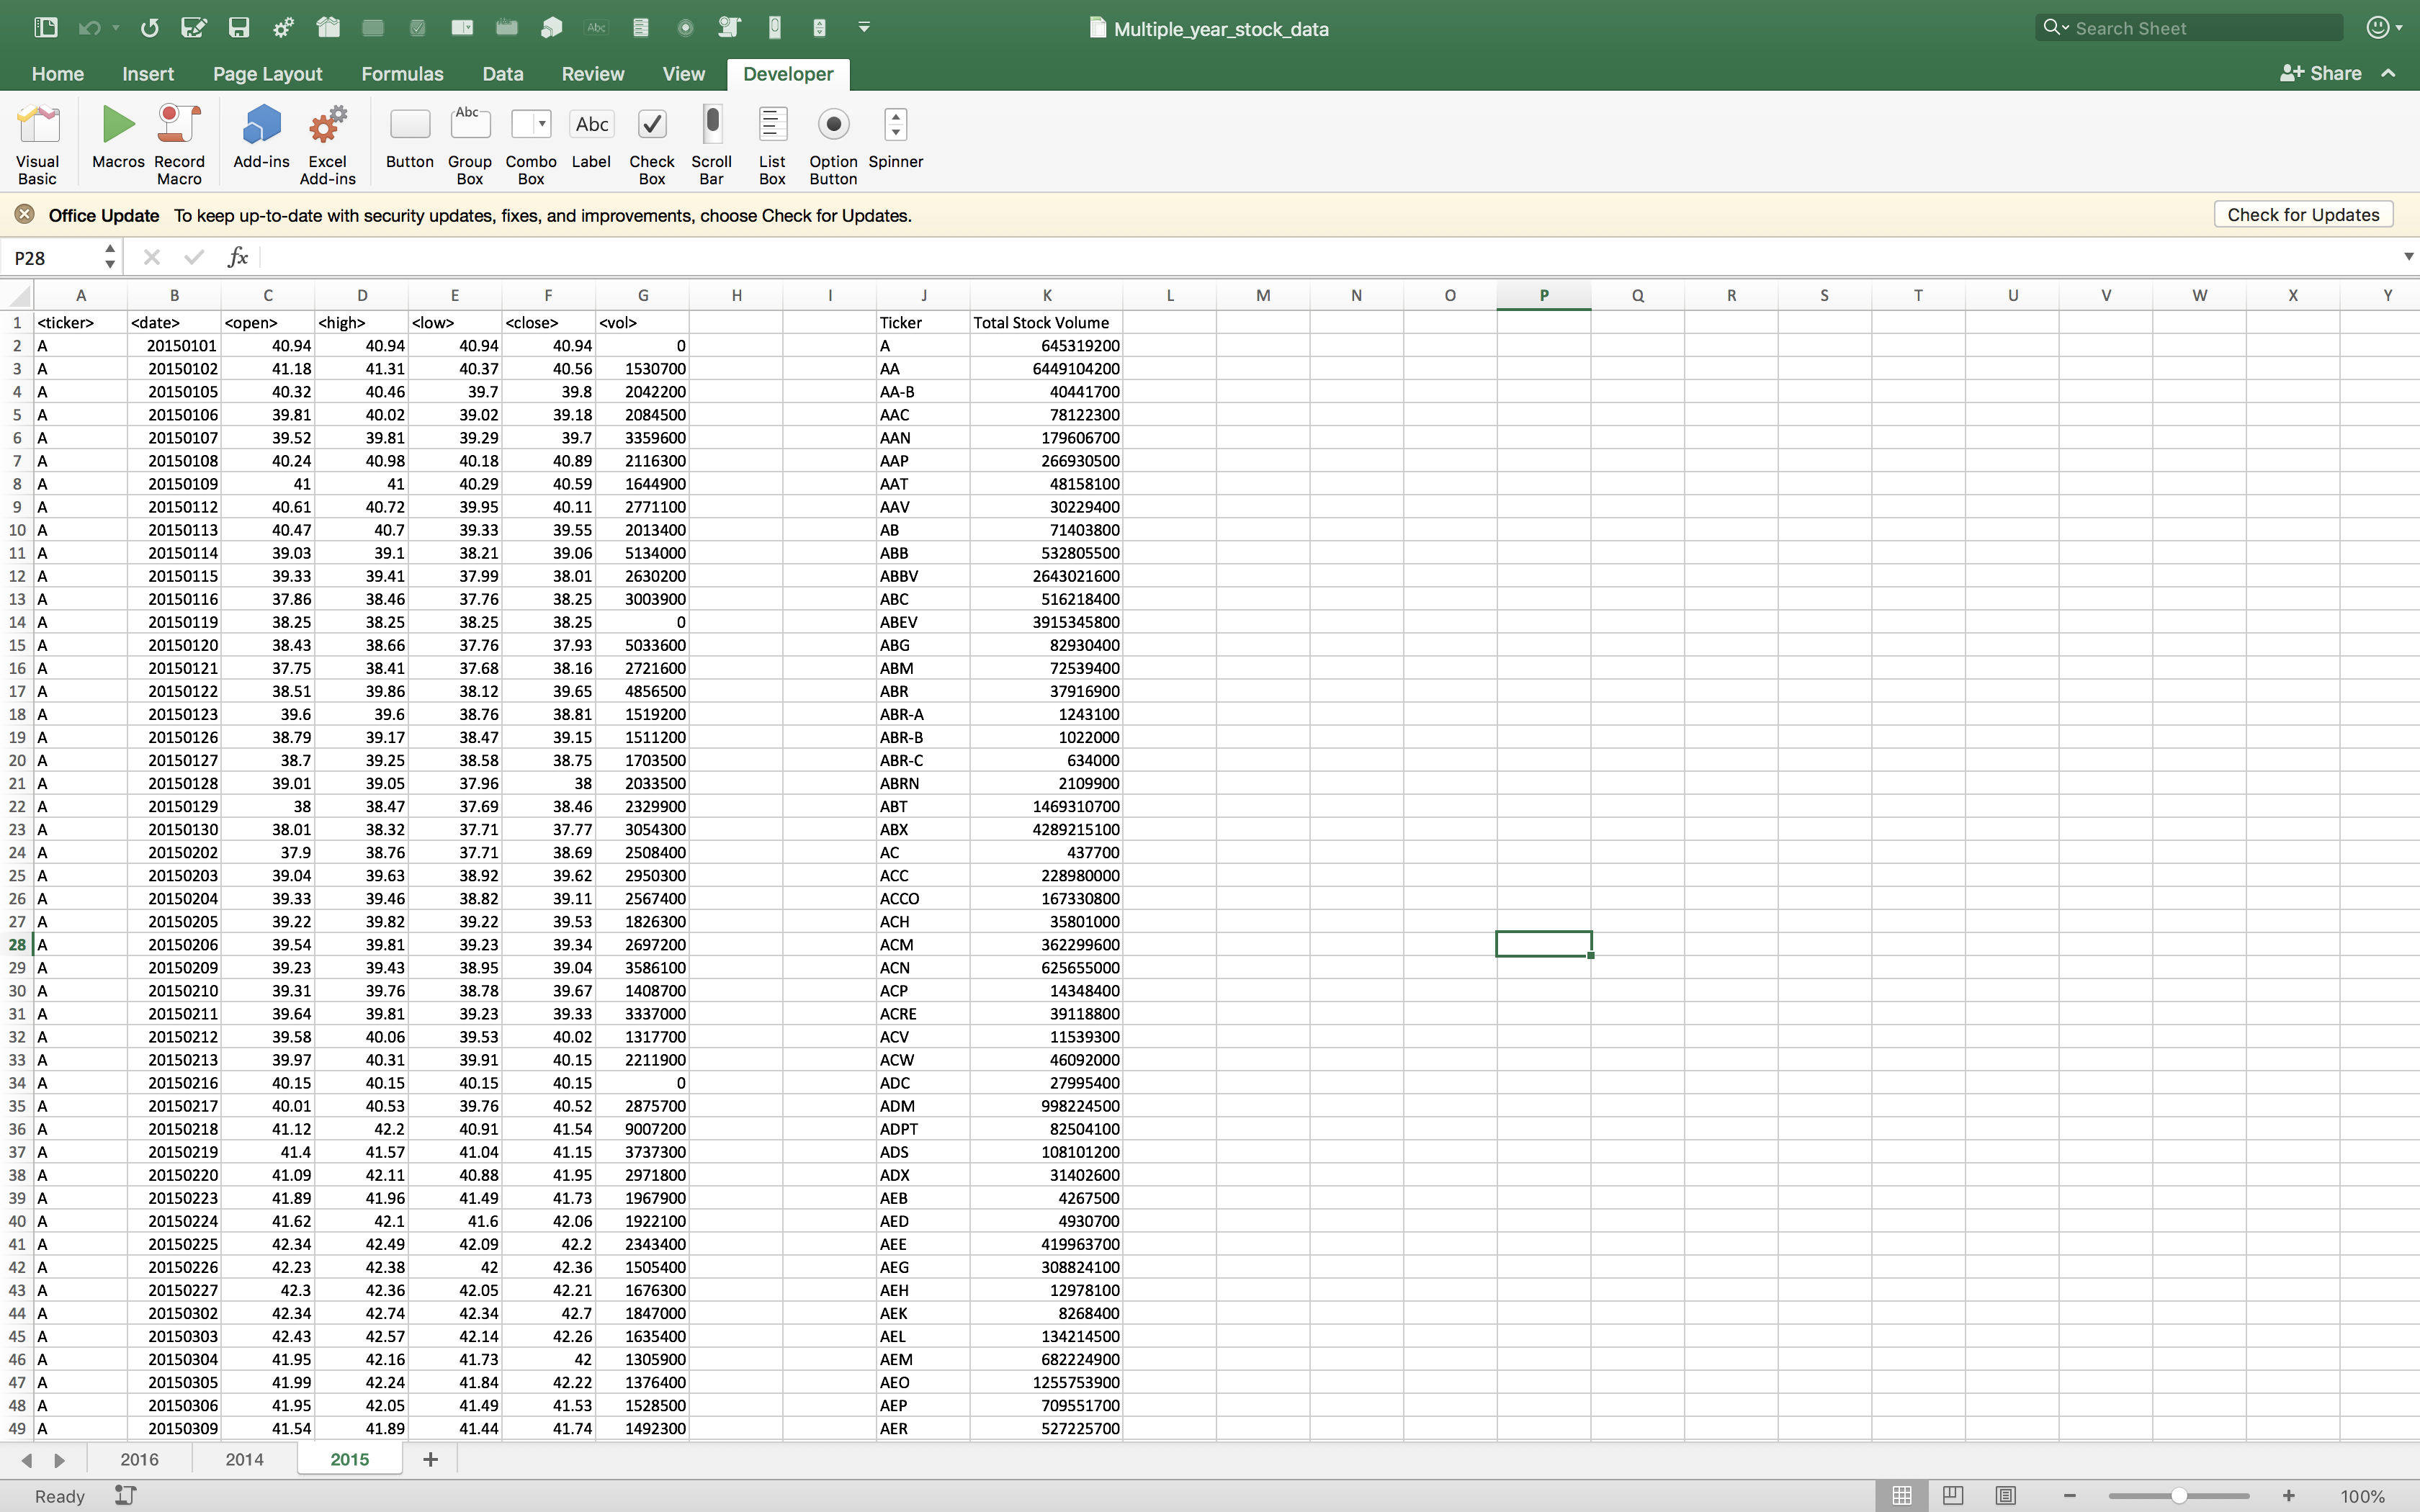 Multiple_year_stock_data
Search Sheet
Home Insert Page Layout Formulas Data Review View Developer
Share
Abc Abc
Visual Basic Macros Record Macro Add-ins Excel Add-ins Button Group Box Combo Box Label Check Box Scroll Bar List Box Option Button Spinner
Office Update To keep up-to-date with security updates, fixes, and improvements, choose Check for Updates. Check for Updates
P28 fx
A B C D E F G H I J K L M N O P Q R S T U V W X Y
1 <ticker> <date> <open> <high> <low> <close> <vol> Ticker Total Stock Volume
2 A 20150101 40.94 40.94 40.94 40.94 0 A 645319200
3 A 20150102 41.18 41.31 40.37 40.56 1530700 AA 6449104200
4 A 20150105 40.32 40.46 39.7 39.8 2042200 AA-B 40441700
5 A 20150106 39.81 40.02 39.02 39.18 2084500 AAC 78122300
6 A 20150107 39.52 39.81 39.29 39.7 3359600 AAN 179606700
7 A 20150108 40.24 40.98 40.18 40.89 2116300 AAP 266930500
8 A 20150109 41 41 40.29 40.59 1644900 AAT 48158100
9 A 20150112 40.61 40.72 39.95 40.11 2771100 AAV 30229400
10 A 20150113 40.47 40.7 39.33 39.55 2013400 AB 71403800
11 A 20150114 39.03 39.1 38.21 39.06 5134000 ABB 532805500
12 A 20150115 39.33 39.41 37.99 38.01 2630200 ABBV 2643021600
13 A 20150116 37.86 38.46 37.76 38.25 3003900 ABC 516218400
14 A 20150119 38.25 38.25 38.25 38.25 0 ABEV 3915345800
15 A 20150120 38.43 38.66 37.76 37.93 5033600 ABG 82930400
16 A 20150121 37.75 38.41 37.68 38.16 2721600 ABM 72539400
17 A 20150122 38.51 39.86 38.12 39.65 4856500 ABR 37916900
18 A 20150123 39.6 39.6 38.76 38.81 1519200 ABR-A 1243100
19 A 20150126 38.79 39.17 38.47 39.15 1511200 ABR-B 1022000
20 A 20150127 38.7 39.25 38.58 38.75 1703500 ABR-C 634000
21 A 20150128 39.01 39.05 37.96 38 2033500 ABRN 2109900
22 A 20150129 38 38.47 37.69 38.46 2329900 ABT 1469310700
23 A 20150130 38.01 38.32 37.71 37.77 3054300 ABX 4289215100
24 A 20150202 37.9 38.76 37.71 38.69 2508400 AC 437700
25 A 20150203 39.04 39.63 38.92 39.62 2950300 ACC 228980000
26 A 20150204 39.33 39.46 38.82 39.11 2567400 ACCO 167330800
27 A 20150205 39.22 39.82 39.22 39.53 1826300 ACH 35801000
28 A 20150206 39.54 39.81 39.23 39.34 2697200 ACM 362299600
29 A 20150209 39.23 39.43 38.95 39.04 3586100 ACN 625655000
30 A 20150210 39.31 39.76 38.78 39.67 1408700 ACP 14348400
31 A 20150211 39.64 39.81 39.23 39.33 3337000 ACRE 39118800
32 A 20150212 39.58 40.06 39.53 40.02 1317700 ACV 11539300
33 A 20150213 39.97 40.31 39.91 40.15 2211900 ACW 46092000
34 A 20150216 40.15 40.15 40.15 40.15 0 ADC 27995400
35 A 20150217 40.01 40.53 39.76 40.52 2875700 ADM 998224500
36 A 20150218 41.12 42.2 40.91 41.54 9007200 ADPT 82504100
37 A 20150219 41.4 41.57 41.04 41.15 3737300 ADS 108101200
38 A 20150220 41.09 42.11 40.88 41.95 2971800 ADX 31402600
39 A 20150223 41.89 41.96 41.49 41.73 1967900 AEB 4267500
40 A 20150224 41.62 42.1 41.6 42.06 1922100 AED 4930700
41 A 20150225 42.34 42.49 42.09 42.2 2343400 AEE 419963700
42 A 20150226 42.23 42.38 42 42.36 1505400 AEG 308824100
43 A 20150227 42.3 42.36 42.05 42.21 1676300 AEH 12978100
44 A 20150302 42.34 42.74 42.34 42.7 1847000 AEK 8268400
45 A 20150303 42.43 42.57 42.14 42.26 1635400 AEL 134214500
46 A 20150304 41.95 42.16 41.73 42 1305900 AEM 682224900
47 A 20150305 41.99 42.24 41.84 42.22 1376400 AEO 1255753900
48 A 20150306 41.95 42.05 41.49 41.53 1528500 AEP 709551700
49 A 20150309 41.54 41.89 41.44 41.74 1492300 AER 527225700
2016 2014 2015 +
Ready 100%